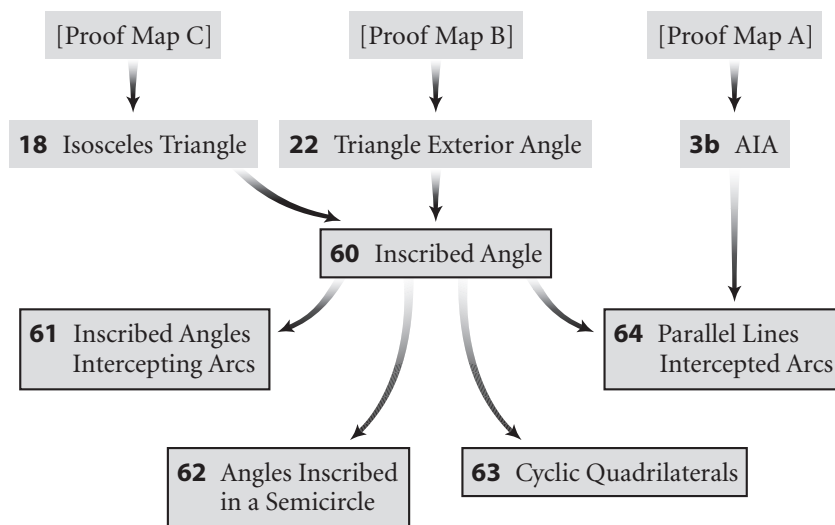 [Proof Map C]
[Proof Map B]
[Proof Map A]
18 Isosceles Triangle
22 Triangle Exterior Angle
3b AIA
60 Inscribed Angle
61 Inscribed Angles
Intercepting Arcs
64 Parallel Lines
Intercepted Arcs
62 Angles Inscribed
in a Semicircle
63 Cyclic Quadrilaterals